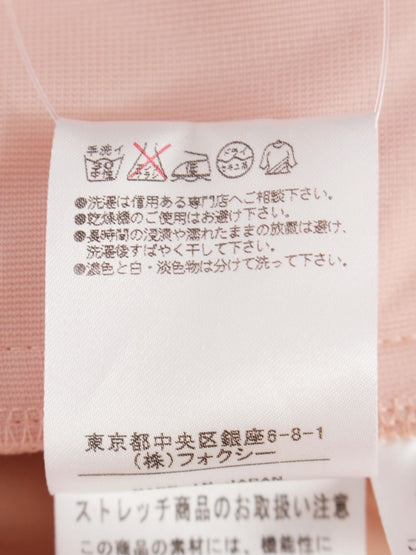 手洗イ
●洗濯は信用ある専門店へご相談下さい。
●乾燥機のご使用はお避け下さい。
●長時間の浸漬や濡れたままの放置は避け、
洗濯後すばやく干して下さい。
●濃色と白・淡色物は分けて洗って下さい。
東京都中央区銀座6-8-1
(株)フォクシー
MADE IN JAPAN
ストレッチ商品のお取扱い注意
この商品の素材には、機能性に